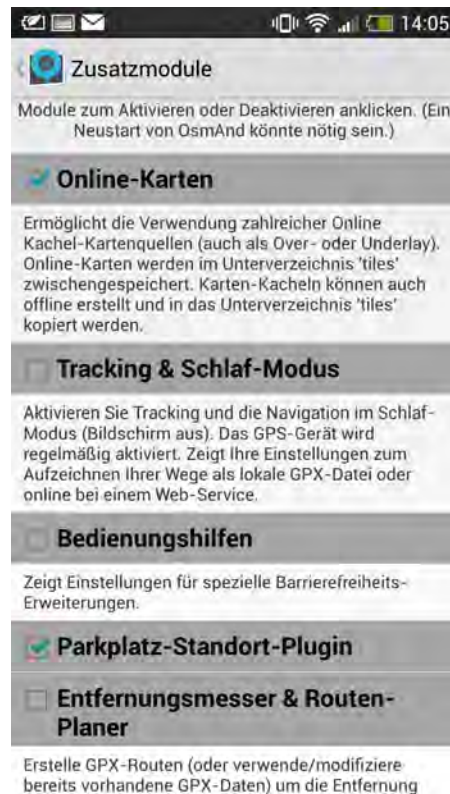 14:05
Zusatzmodule
Module zum Aktivieren oder Deaktivieren anklicken. (Ein
Neustart von OsmAnd könnte nötig sein.)
Online-Karten
Ermöglicht die Verwendung zahlreicher Online
Kachel-Kartenquellen (auch als Over- oder Underlay).
Online-Karten werden im Unterverzeichnis 'tiles'
zwischengespeichert. Karten-Kacheln können auch
offline erstellt und in das Unterverzeichnis 'tiles'
kopiert werden.
Tracking & Schlaf-Modus
Aktivieren Sie Tracking und die Navigation im Schlaf-
Modus (Bildschirm aus). Das GPS-Gerät wird
regelmäßig aktiviert. Zeigt Ihre Einstellungen zum
Aufzeichnen Ihrer Wege als lokale GPX-Datei oder
online bei einem Web-Service.
Bedienungshilfen
Zeigt Einstellungen für spezielle Barrierefreiheits-
Erweiterungen.
Parkplatz-Standort-Plugin
Entfernungsmesser & Routen-
Planer
Erstelle GPX-Routen (oder verwende/modifiziere
bereits vorhandene GPX-Daten) um die Entfernung